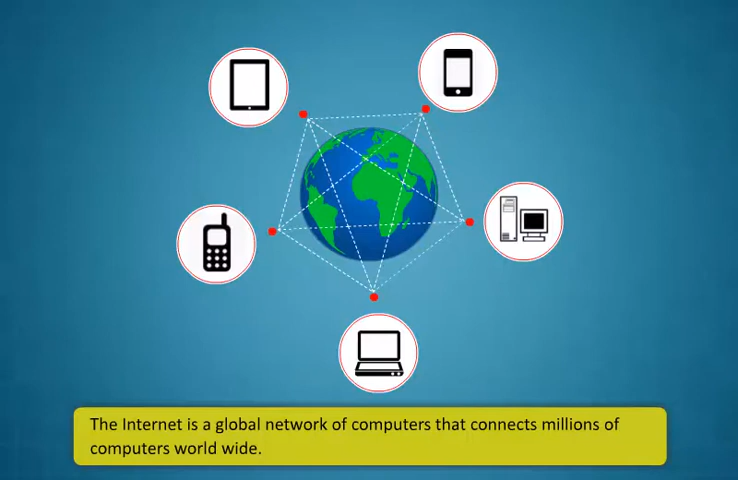 The Internet is a global network of computers that connects millions of
computers world wide.